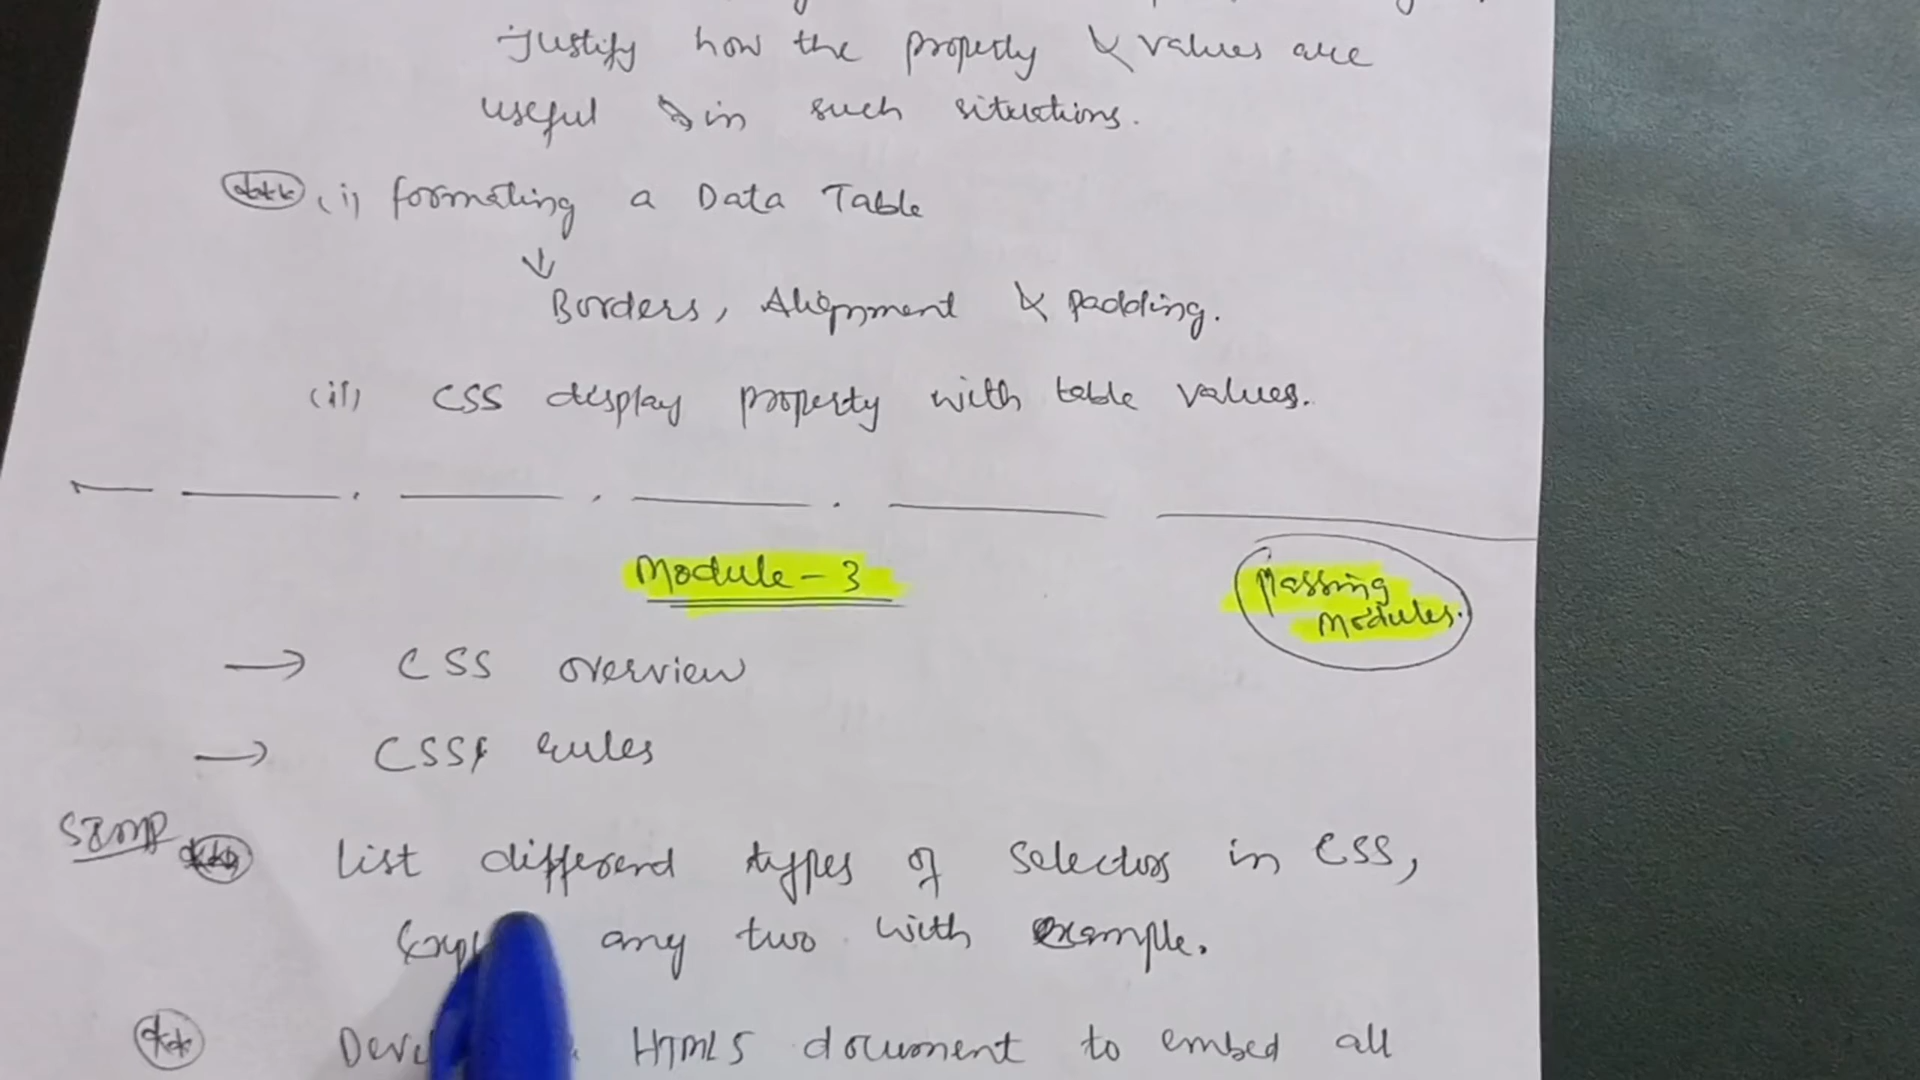 justify how the property & values are
useful in such situations.
*** (i) formating a Data Table
↓
Borders, Alignment & padding.
(ii) CSS display property with table values.
Module - 3
Passing
Modules.
→ CSS overview
→ CSS rules
SIMP *** List different types of selectors in CSS,
any two with example.
** HTML5 document to embed all